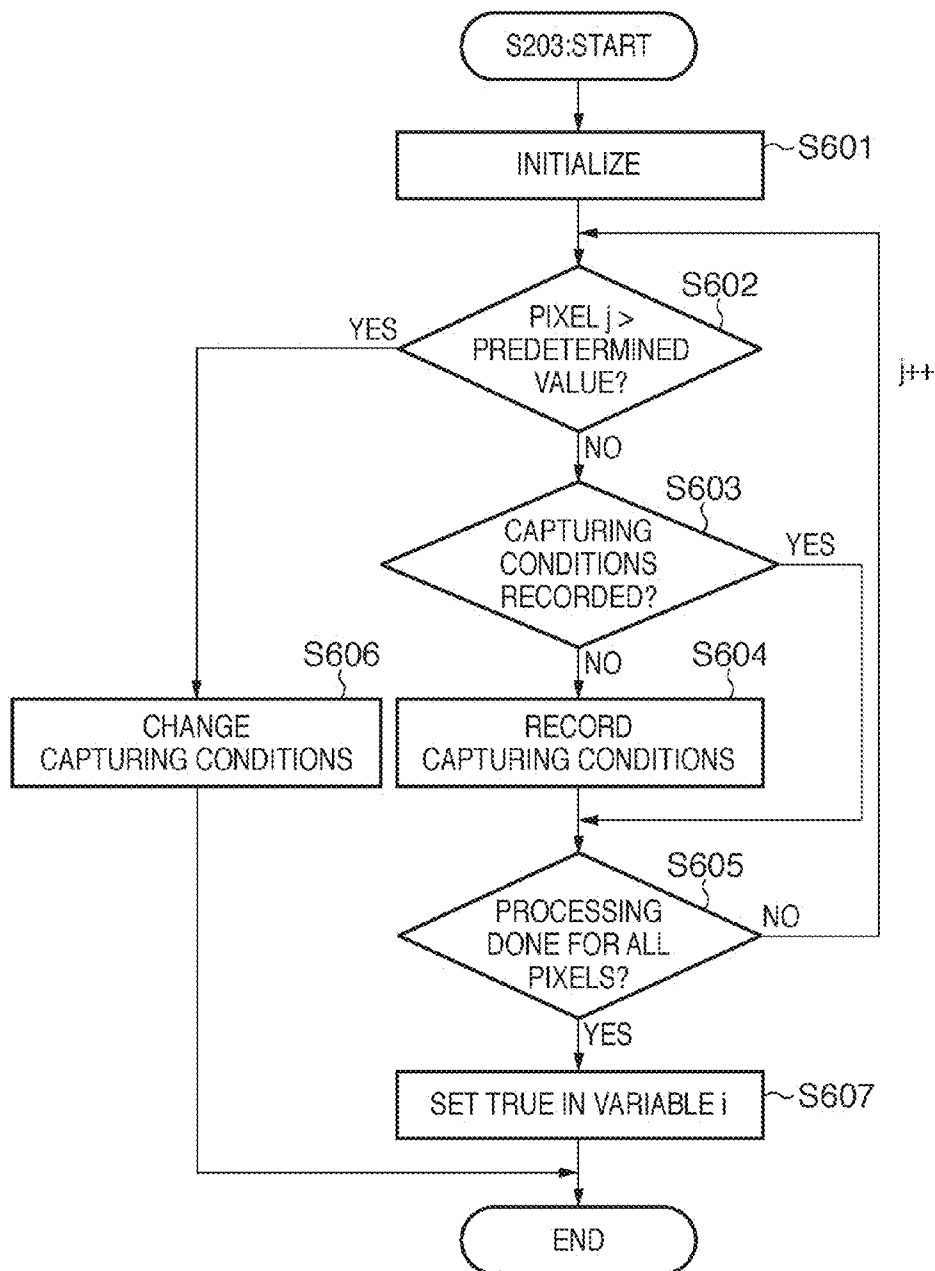 S203:START
INITIALIZE
S601
S602
YES
PIXEL j >
PREDETERMINED
VALUE?
j++
NO
S603
CAPTURING
CONDITIONS
RECORDED?
YES
NO
S606
CHANGE
CAPTURING CONDITIONS
S604
RECORD
CAPTURING CONDITIONS
S605
PROCESSING
DONE FOR ALL
PIXELS?
NO
YES
SET TRUE IN VARIABLE i
S607
END